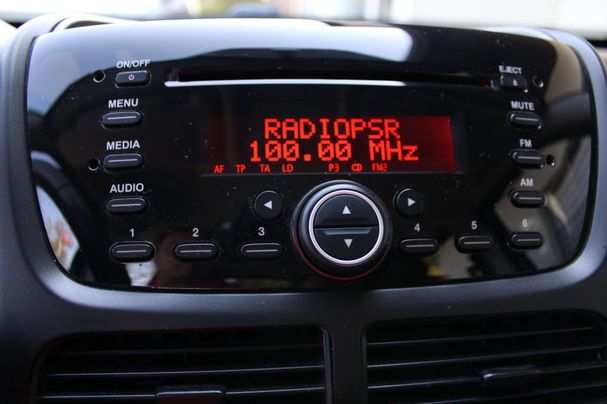 ON/OFF
EJECT
MENU
MUTE
RADIOPSR
100.00 MHz
MEDIA
FM
AF TP TA LD P3 FM2
AUDIO
AM
1 2 3 4 5 6